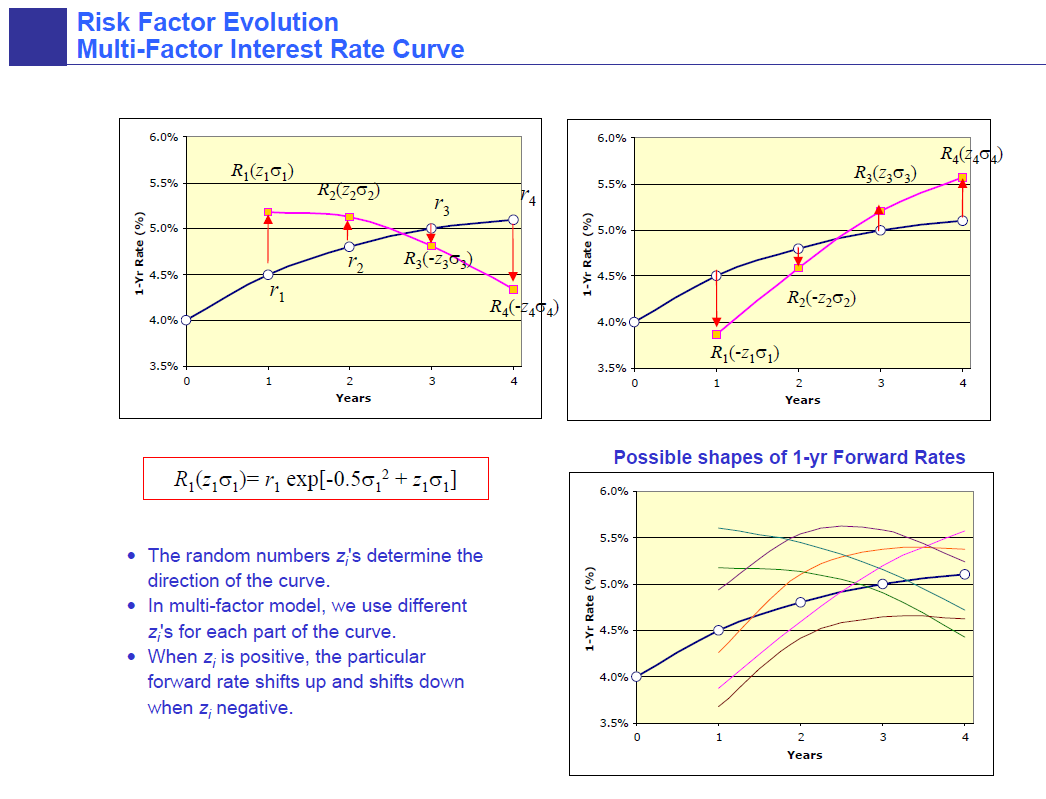 Risk Factor Evolution
Multi-Factor Interest Rate Curve
6.0%
5.5%
5.0%
4.5%
4.0%
3.5%
1-Yr Rate (%)
R₁(z₁σ₁)
R₂(z₂σ₂)
r₃
r₄
r₂
R₃(-z₃σ₃)
r₁
R₄(-z₄σ₄)
0 1 2 3 4
Years
6.0%
5.5%
5.0%
4.5%
4.0%
3.5%
1-Yr Rate (%)
R₄(z₄σ₄)
R₃(z₃σ₃)
R₂(-z₂σ₂)
R₁(-z₁σ₁)
0 1 2 3 4
Years
R₁(z₁σ₁)= r₁ exp[-0.5σ₁² + z₁σ₁]
• The random numbers zᵢ's determine the
direction of the curve.
• In multi-factor model, we use different
zᵢ's for each part of the curve.
• When zᵢ is positive, the particular
forward rate shifts up and shifts down
when zᵢ negative.
Possible shapes of 1-yr Forward Rates
6.0%
5.5%
5.0%
4.5%
4.0%
3.5%
1-Yr Rate (%)
0 1 2 3 4
Years